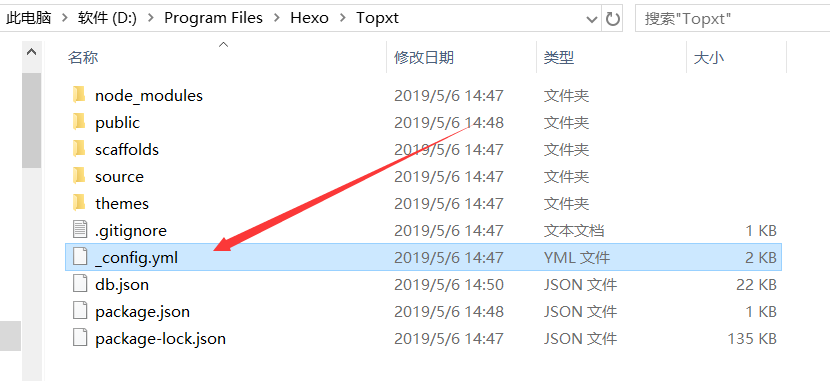 此电脑 > 软件 (D:) > Program Files > Hexo > Topxt 搜索"Topxt"
名称 修改日期 类型 大小
node_modules 2019/5/6 14:47 文件夹
public 2019/5/6 14:48 文件夹
scaffolds 2019/5/6 14:47 文件夹
source 2019/5/6 14:47 文件夹
themes 2019/5/6 14:47 文件夹
.gitignore 2019/5/6 14:47 文本文档 1 KB
_config.yml 2019/5/6 14:47 YML 文件 2 KB
db.json 2019/5/6 14:50 JSON 文件 22 KB
package.json 2019/5/6 14:48 JSON 文件 1 KB
package-lock.json 2019/5/6 14:47 JSON 文件 135 KB